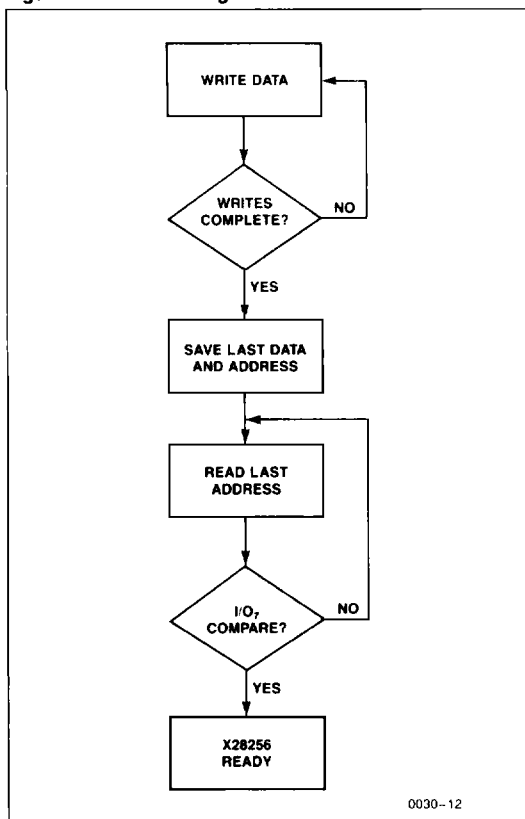 WRITE DATA
WRITES
COMPLETE?
NO
YES
SAVE LAST DATA
AND ADDRESS
READ LAST
ADDRESS
I/O₇
COMPARE?
NO
YES
X28256
READY
0030-12